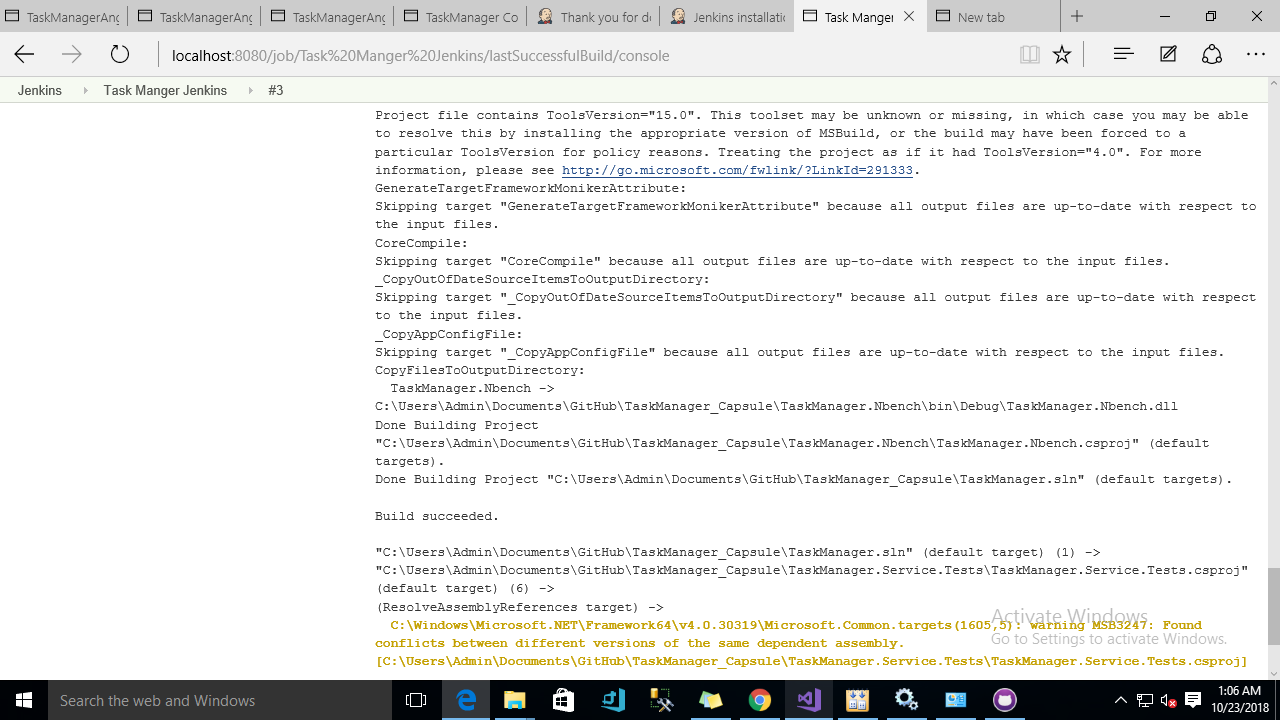 TaskManagerAng
TaskManagerAng
TaskManagerAng
TaskManager Co
Thank you for do
Jenkins installatio
Task Manger
New tab
localhost:8080/job/Task%20Manger%20Jenkins/lastSuccessfulBuild/console
Jenkins Task Manger Jenkins #3
Project file contains ToolsVersion="15.0". This toolset may be unknown or missing, in which case you may be able
to resolve this by installing the appropriate version of MSBuild, or the build may have been forced to a
particular ToolsVersion for policy reasons. Treating the project as if it had ToolsVersion="4.0". For more
information, please see http://go.microsoft.com/fwlink/?LinkId=291333.
GenerateTargetFrameworkMonikerAttribute:
Skipping target "GenerateTargetFrameworkMonikerAttribute" because all output files are up-to-date with respect to
the input files.
CoreCompile:
Skipping target "CoreCompile" because all output files are up-to-date with respect to the input files.
_CopyOutOfDateSourceItemsToOutputDirectory:
Skipping target "_CopyOutOfDateSourceItemsToOutputDirectory" because all output files are up-to-date with respect
to the input files.
_CopyAppConfigFile:
Skipping target "_CopyAppConfigFile" because all output files are up-to-date with respect to the input files.
CopyFilesToOutputDirectory:
TaskManager.Nbench ->
C:\Users\Admin\Documents\GitHub\TaskManager_Capsule\TaskManager.Nbench\bin\Debug\TaskManager.Nbench.dll
Done Building Project
"C:\Users\Admin\Documents\GitHub\TaskManager_Capsule\TaskManager.Nbench\TaskManager.Nbench.csproj" (default
targets).
Done Building Project "C:\Users\Admin\Documents\GitHub\TaskManager_Capsule\TaskManager.sln" (default targets).
Build succeeded.
"C:\Users\Admin\Documents\GitHub\TaskManager_Capsule\TaskManager.sln" (default target) (1) ->
"C:\Users\Admin\Documents\GitHub\TaskManager_Capsule\TaskManager.Service.Tests\TaskManager.Service.Tests.csproj"
(default target) (6) ->
(ResolveAssemblyReferences target) ->
C:\Windows\Microsoft.NET\Framework64\v4.0.30319\Microsoft.Common.targets(1605,5): warning MSB3247: Found
conflicts between different versions of the same dependent assembly.
[C:\Users\Admin\Documents\GitHub\TaskManager_Capsule\TaskManager.Service.Tests\TaskManager.Service.Tests.csproj]
Activate Windows
Go to Settings to activate Windows.
Search the web and Windows
1:06 AM
10/23/2018